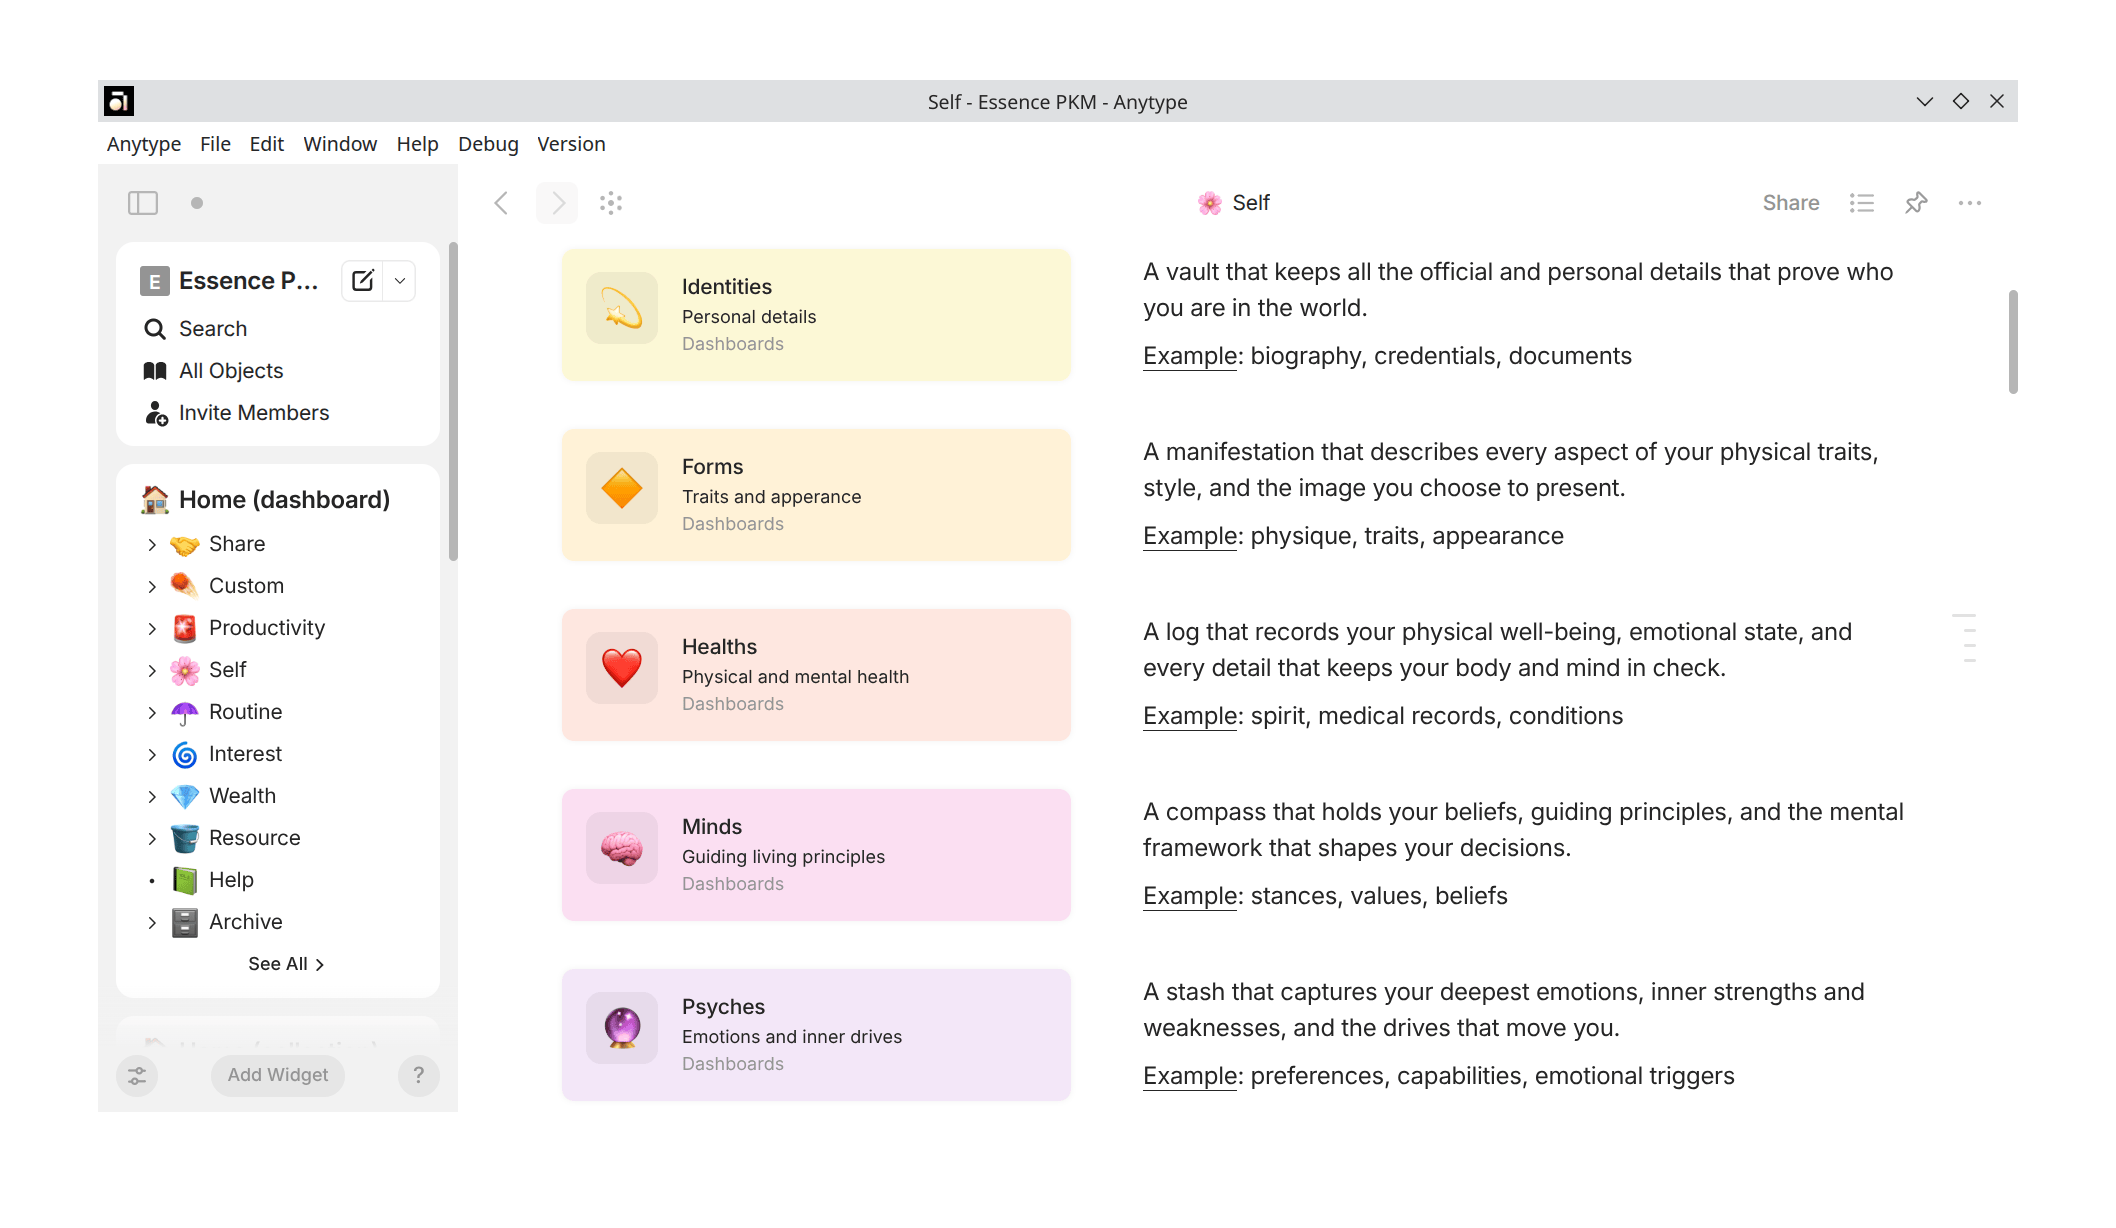 Self - Essence PKM - Anytype
Anytype File Edit Window Help Debug Version
E Essence P...
Search
All Objects
Invite Members
Home (dashboard)
Share
Custom
Productivity
Self
Routine
Interest
Wealth
Resource
Help
Archive
See All
Add Widget
?
Self
Share
Identities
Personal details
Dashboards
A vault that keeps all the official and personal details that prove who
you are in the world.
Example: biography, credentials, documents
Forms
Traits and apperance
Dashboards
A manifestation that describes every aspect of your physical traits,
style, and the image you choose to present.
Example: physique, traits, appearance
Healths
Physical and mental health
Dashboards
A log that records your physical well-being, emotional state, and
every detail that keeps your body and mind in check.
Example: spirit, medical records, conditions
Minds
Guiding living principles
Dashboards
A compass that holds your beliefs, guiding principles, and the mental
framework that shapes your decisions.
Example: stances, values, beliefs
Psyches
Emotions and inner drives
Dashboards
A stash that captures your deepest emotions, inner strengths and
weaknesses, and the drives that move you.
Example: preferences, capabilities, emotional triggers